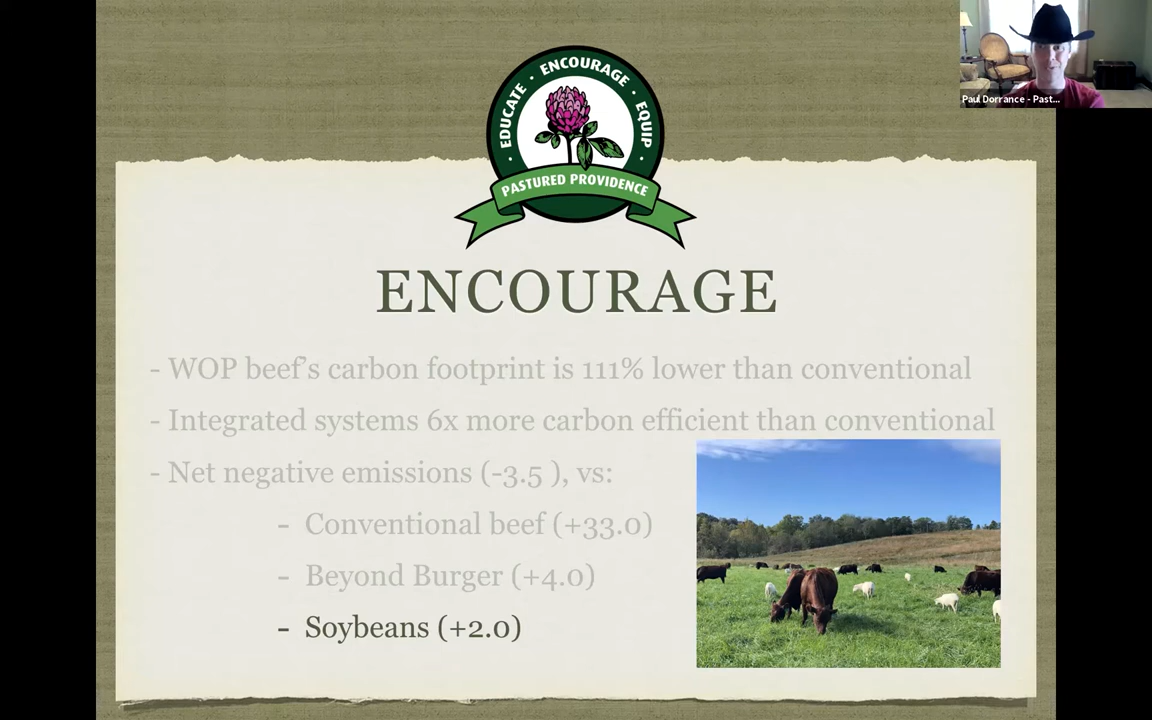 Paul Dorrance - Past...
EDUCATE · ENCOURAGE · EQUIP
PASTURED PROVIDENCE
ENCOURAGE
- WOP beef's carbon footprint is 111% lower than conventional
- Integrated systems 6x more carbon efficient than conventional
- Net negative emissions (-3.5 ), vs:
- Conventional beef (+33.0)
- Beyond Burger (+4.0)
- Soybeans (+2.0)